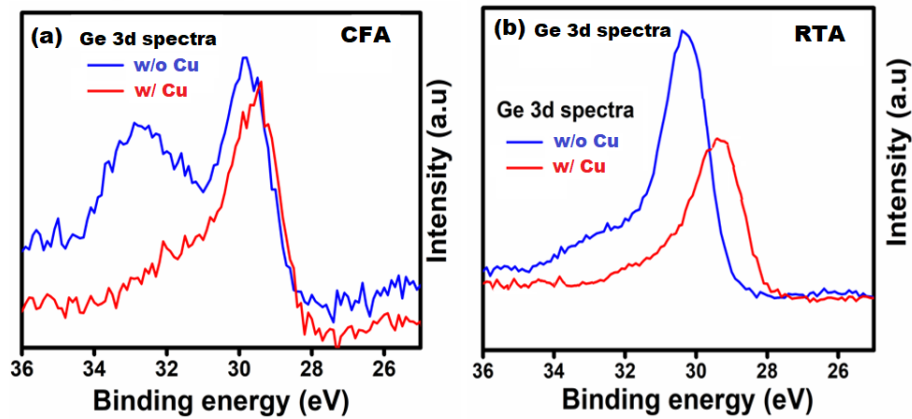 (a) Ge 3d spectra CFA
w/o Cu
w/ Cu
Intensity (a.u)
36 34 32 30 28 26
Binding energy (eV)
(b) Ge 3d spectra RTA
Ge 3d spectra
w/o Cu
w/ Cu
Intensity (a.u)
36 34 32 30 28 26
Binding energy (eV)